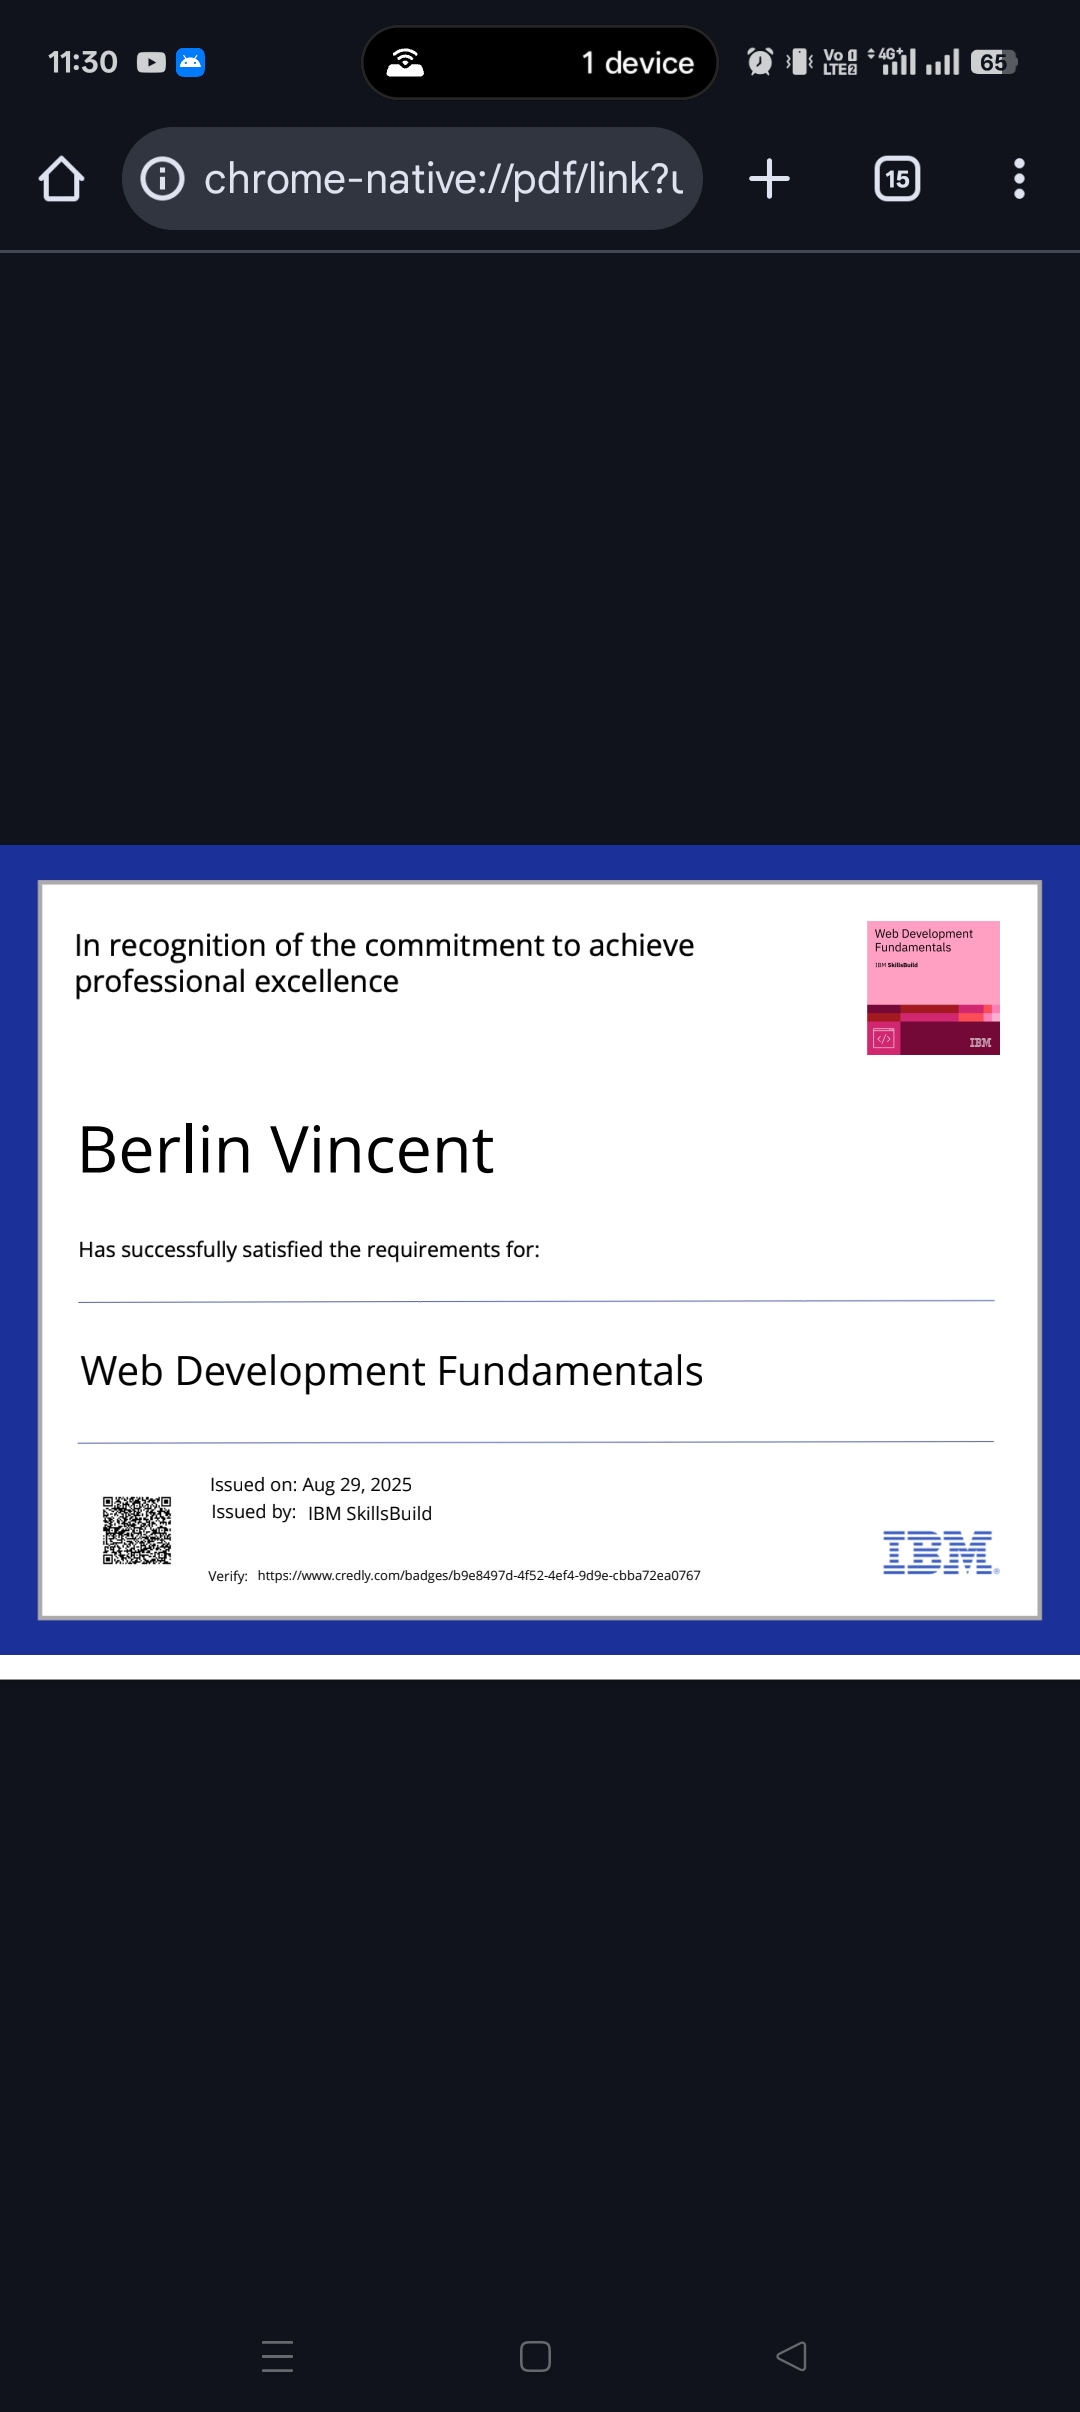 11:30
1 device
Vo LTE2
4G+
65
chrome-native://pdf/link?u
15
In recognition of the commitment to achieve
professional excellence
Web Development
Fundamentals
IBM SkillsBuild
</>
IBM
Berlin Vincent
Has successfully satisfied the requirements for:
Web Development Fundamentals
Issued on: Aug 29, 2025
Issued by: IBM SkillsBuild
IBM®
Verify: https://www.credly.com/badges/b9e8497d-4f52-4ef4-9d9e-cbba72ea0767